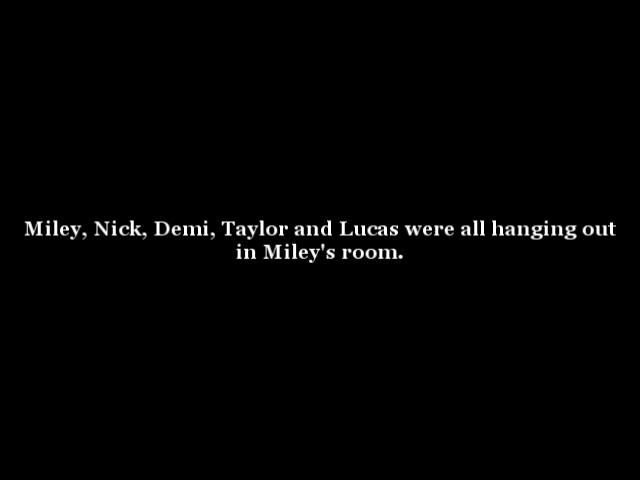 Miley, Nick, Demi, Taylor and Lucas were all hanging out
in Miley's room.